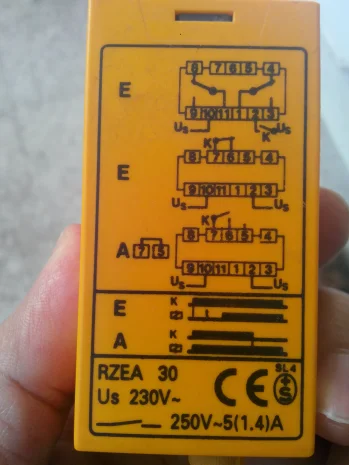 E
8 7 6 5 4
9 10 11 1 2 3
Us K Us
E
K
8 7 6 5 4
9 10 11 1 2 3
Us Us
K
A 7 5 8 7 6 5 4
9 10 11 1 2 3
Us Us
E K
A K
RZEA 30 CE SL4
Us 230V~ S
250V~5(1.4)A